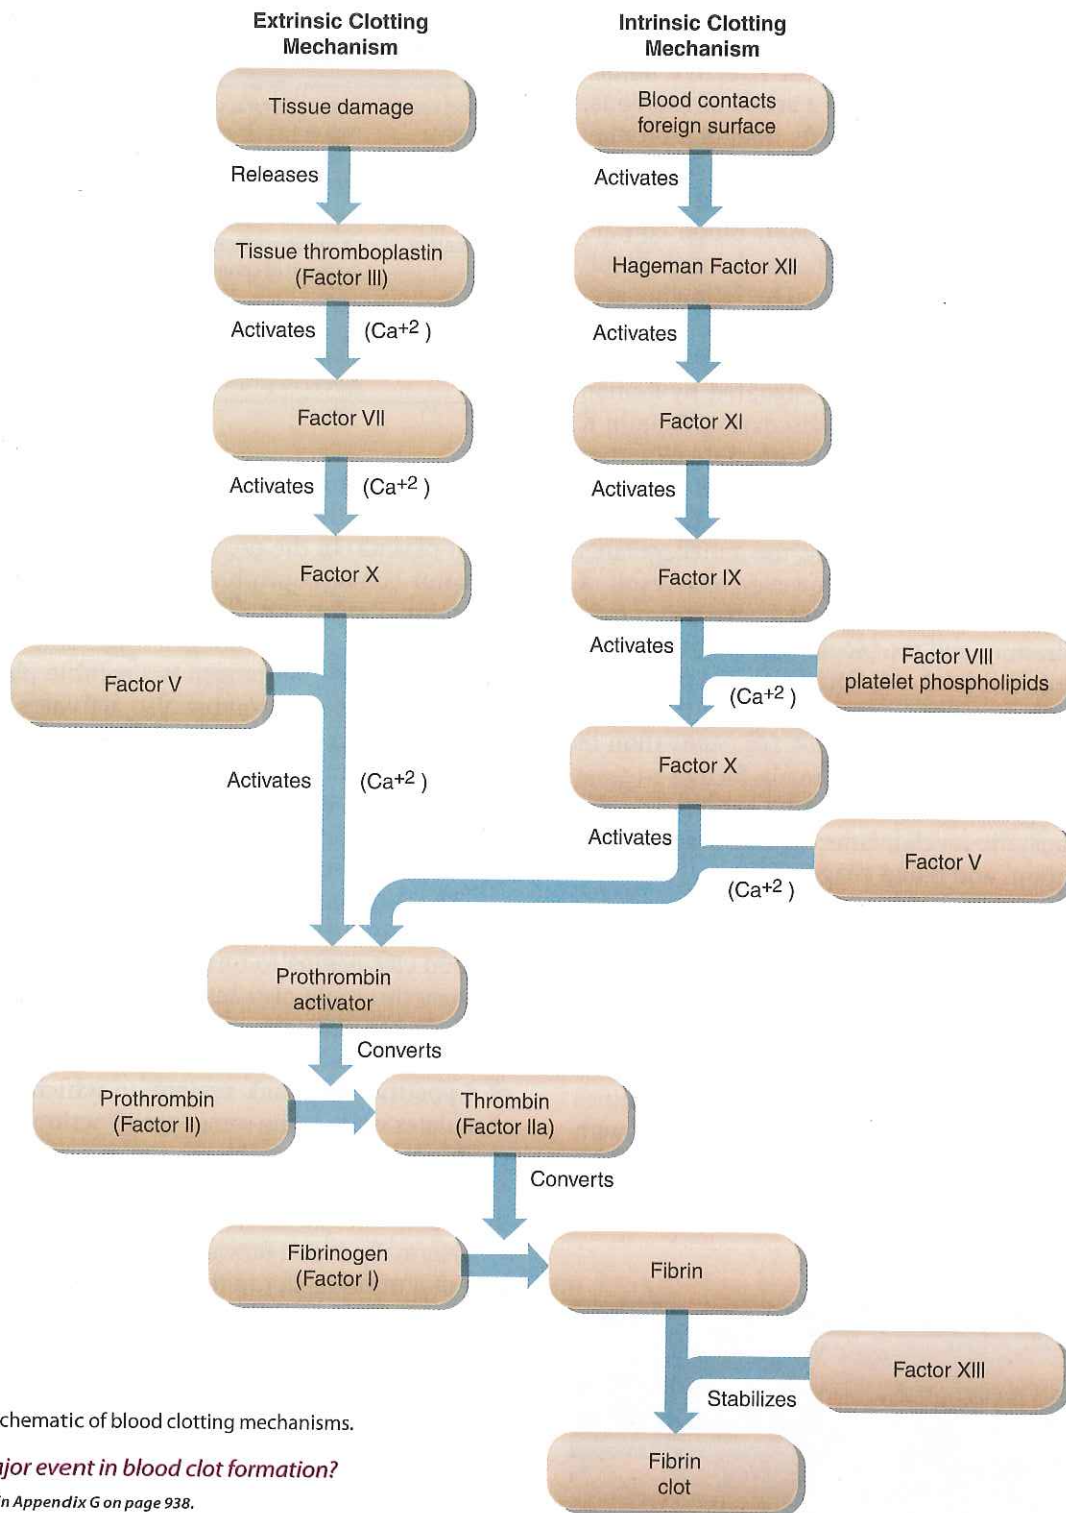 Extrinsic Clotting
Mechanism
Intrinsic Clotting
Mechanism
Tissue damage
Blood contacts
foreign surface
Releases
Activates
Tissue thromboplastin
(Factor III)
Hageman Factor XII
Activates
(Ca+2 )
Activates
Factor VII
Factor XI
Activates
(Ca+2 )
Activates
Factor X
Factor IX
Activates
Factor V
Factor VIII
platelet phospholipids
(Ca+2 )
Activates
(Ca+2 )
Factor X
Activates
Factor V
(Ca+2 )
Prothrombin
activator
Converts
Prothrombin
(Factor II)
Thrombin
(Factor IIa)
Converts
Fibrinogen
(Factor I)
Fibrin
Factor XIII
Stabilizes
Fibrin
clot
chematic of blood clotting mechanisms.
ajor event in blood clot formation?
in Appendix G on page 938.